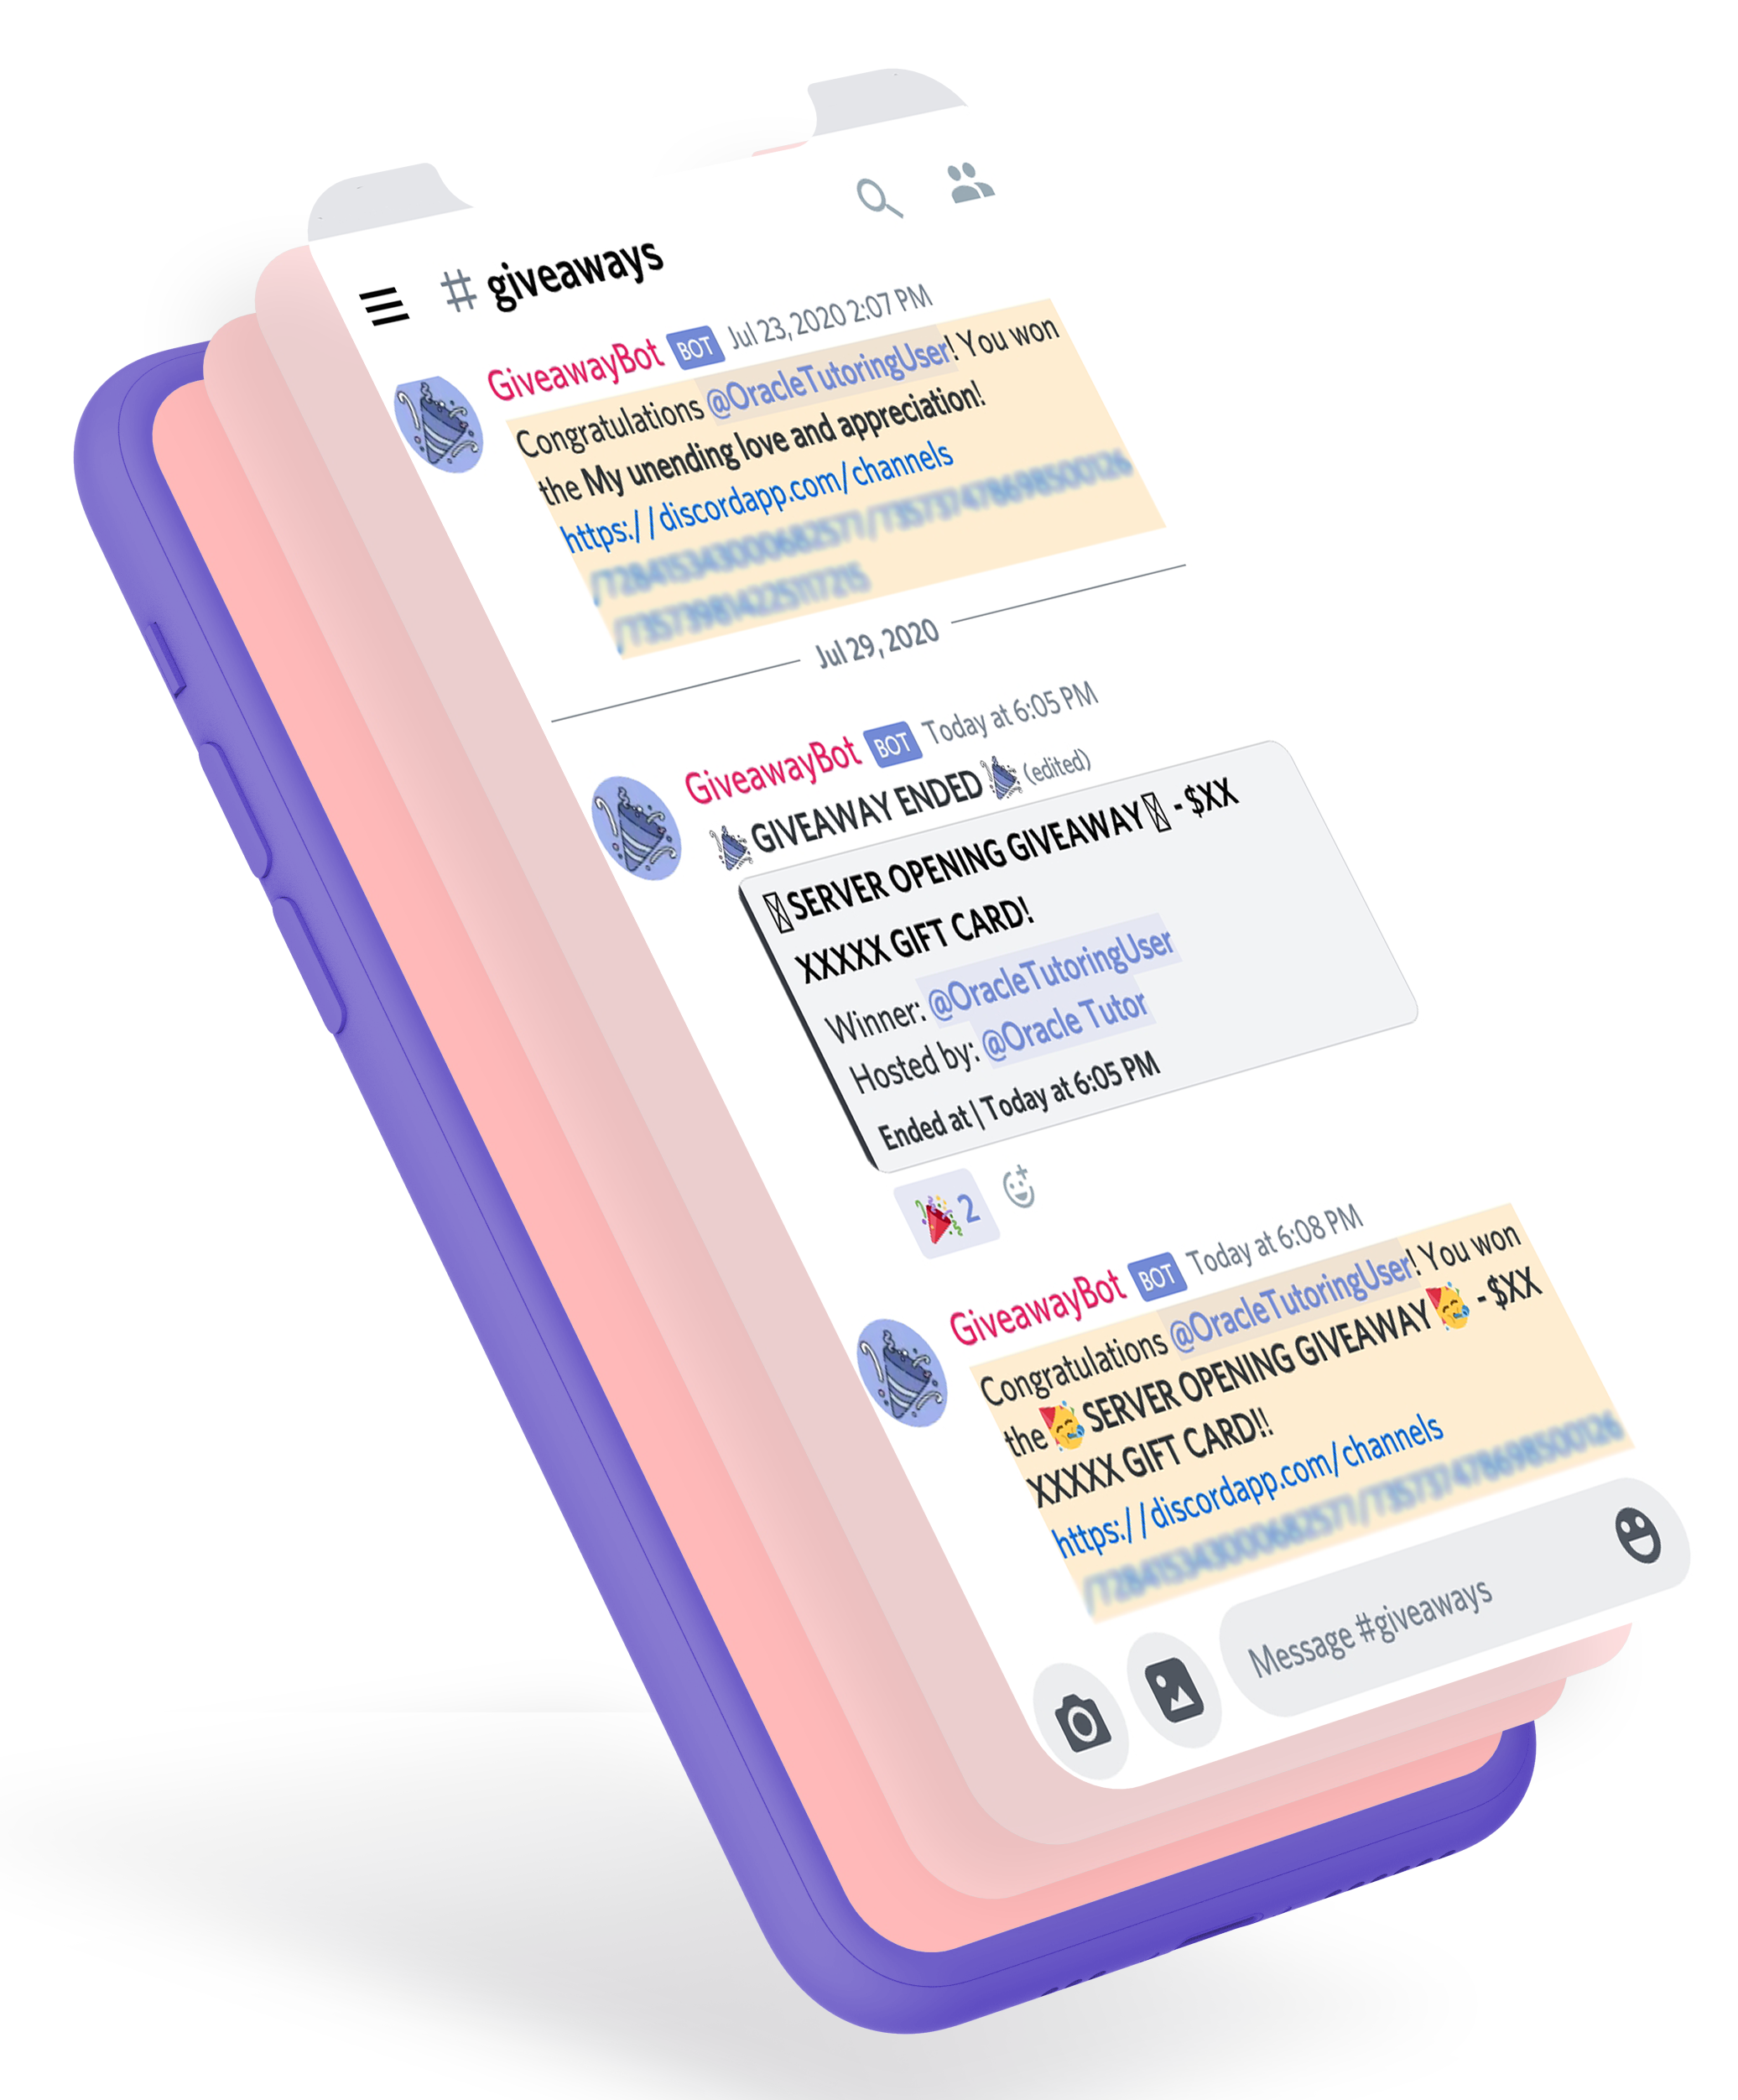 # giveaways
GiveawayBot BOT Jul 23, 2020 2:07 PM
Congratulations @OracleTutoringUser! You won
the My unending love and appreciation!
https://discordapp.com/channels
Jul 29, 2020
GiveawayBot BOT Today at 6:05 PM
GIVEAWAY ENDED (edited)
SERVER OPENING GIVEAWAY - $XX
XXXXX GIFT CARD!
Winner: @OracleTutoringUser
Hosted by: @Oracle Tutor
Ended at | Today at 6:05 PM
2
GiveawayBot BOT Today at 6:08 PM
Congratulations @OracleTutoringUser! You won
the 🥳 SERVER OPENING GIVEAWAY 🥳 - $XX
XXXXX GIFT CARD!!
https://discordapp.com/channels
Message #giveaways